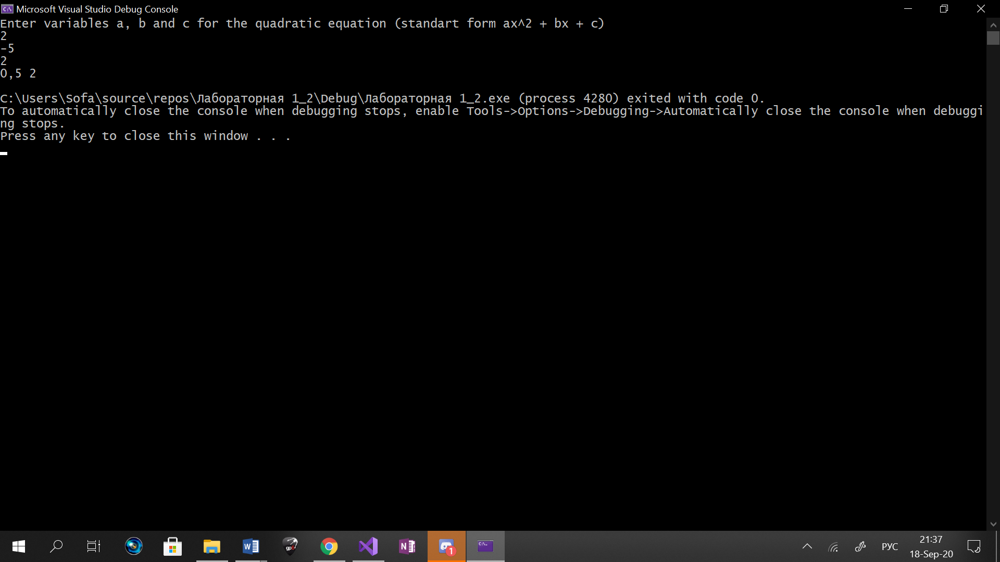 Microsoft Visual Studio Debug Console
Enter variables a, b and c for the quadratic equation (standart form ax^2 + bx + c)
2
-5
2
0,5 2
C:\Users\Sofa\source\repos\Лабораторная 1_2\Debug\Лабораторная 1_2.exe (process 4280) exited with code 0.
To automatically close the console when debugging stops, enable Tools->Options->Debugging->Automatically close the console when debuggi
ng stops.
Press any key to close this window . . .
РУС
21:37
18-Sep-20
gp6
1